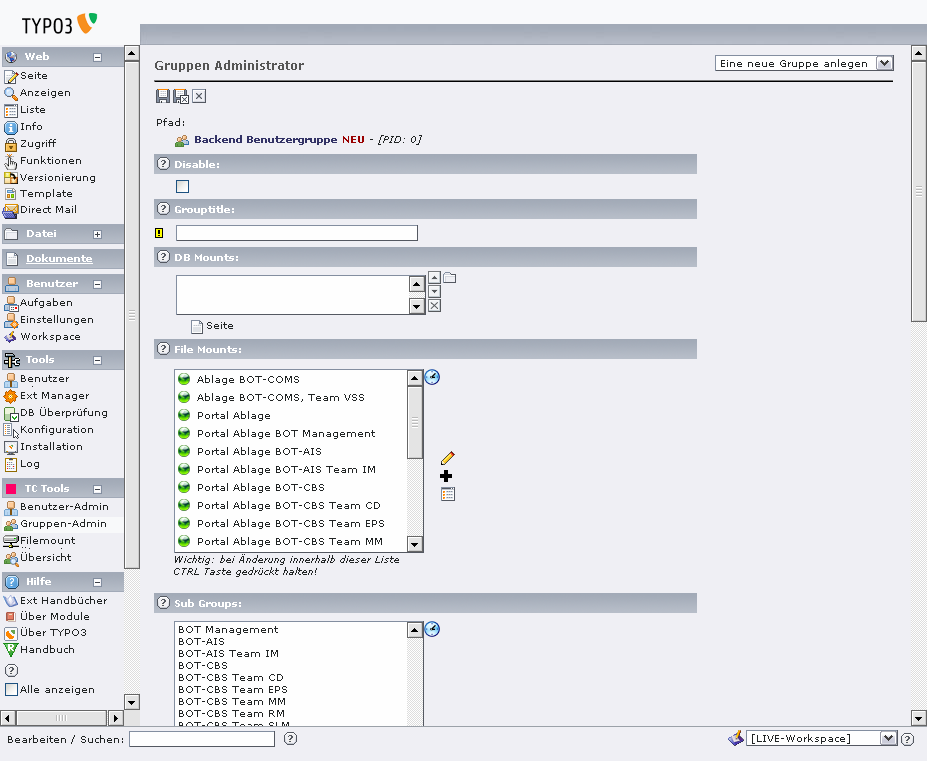 TYPO3
Web
Seite
Anzeigen
Liste
Info
Zugriff
Funktionen
Versionierung
Template
Direct Mail
Datei
Dokumente
Benutzer
Aufgaben
Einstellungen
Workspace
Tools
Benutzer
Ext Manager
DB Überprüfung
Konfiguration
Installation
Log
TC Tools
Benutzer-Admin
Gruppen-Admin
Filemount
Übersicht
Hilfe
Ext Handbücher
Über Module
Über TYPO3
Handbuch
Alle anzeigen
Gruppen Administrator
Eine neue Gruppe anlegen
Pfad:
Backend Benutzergruppe NEU - [PID: 0]
Disable:
Grouptitle:
DB Mounts:
Seite
File Mounts:
Ablage BOT-COMS
Ablage BOT-COMS, Team VSS
Portal Ablage
Portal Ablage BOT Management
Portal Ablage BOT-AIS
Portal Ablage BOT-AIS Team IM
Portal Ablage BOT-CBS
Portal Ablage BOT-CBS Team CD
Portal Ablage BOT-CBS Team EPS
Portal Ablage BOT-CBS Team MM
Wichtig: bei Änderung innerhalb dieser Liste
CTRL Taste gedrückt halten!
Sub Groups:
BOT Management
BOT-AIS
BOT-AIS Team IM
BOT-CBS
BOT-CBS Team CD
BOT-CBS Team EPS
BOT-CBS Team MM
BOT-CBS Team RM
BOT-CBS Team SLM
Bearbeiten / Suchen:
[LIVE-Workspace]